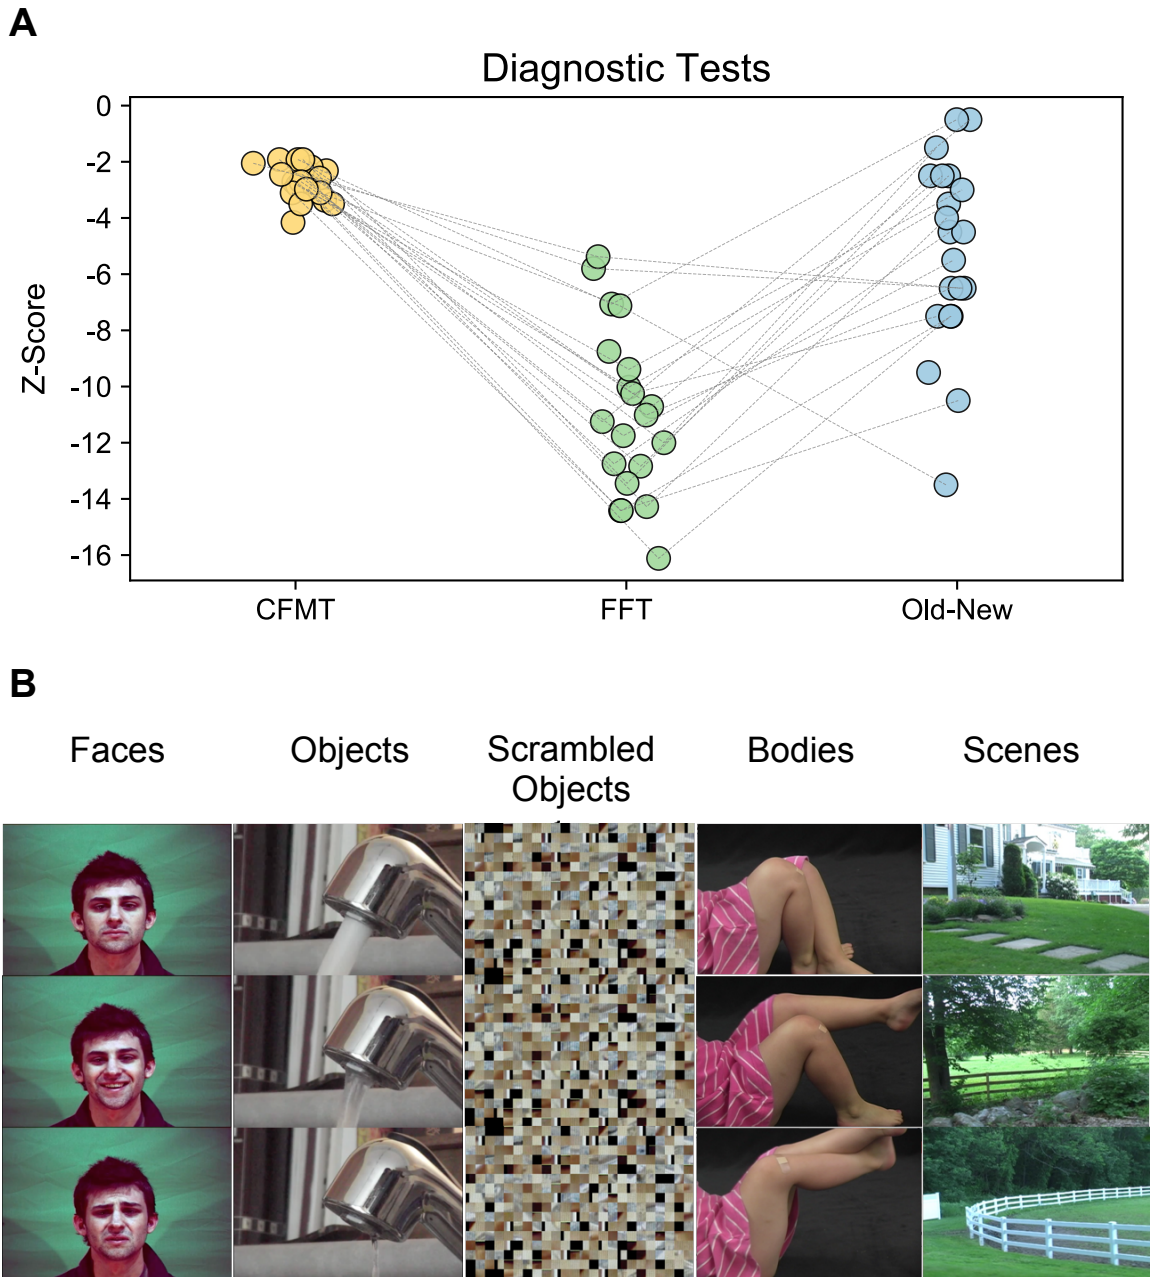 A
Diagnostic Tests
0
-2
-4
-6
-8
-10
-12
-14
-16
Z-Score
CFMT
FFT
Old-New
B
Faces
Objects
Scrambled
Objects
Bodies
Scenes